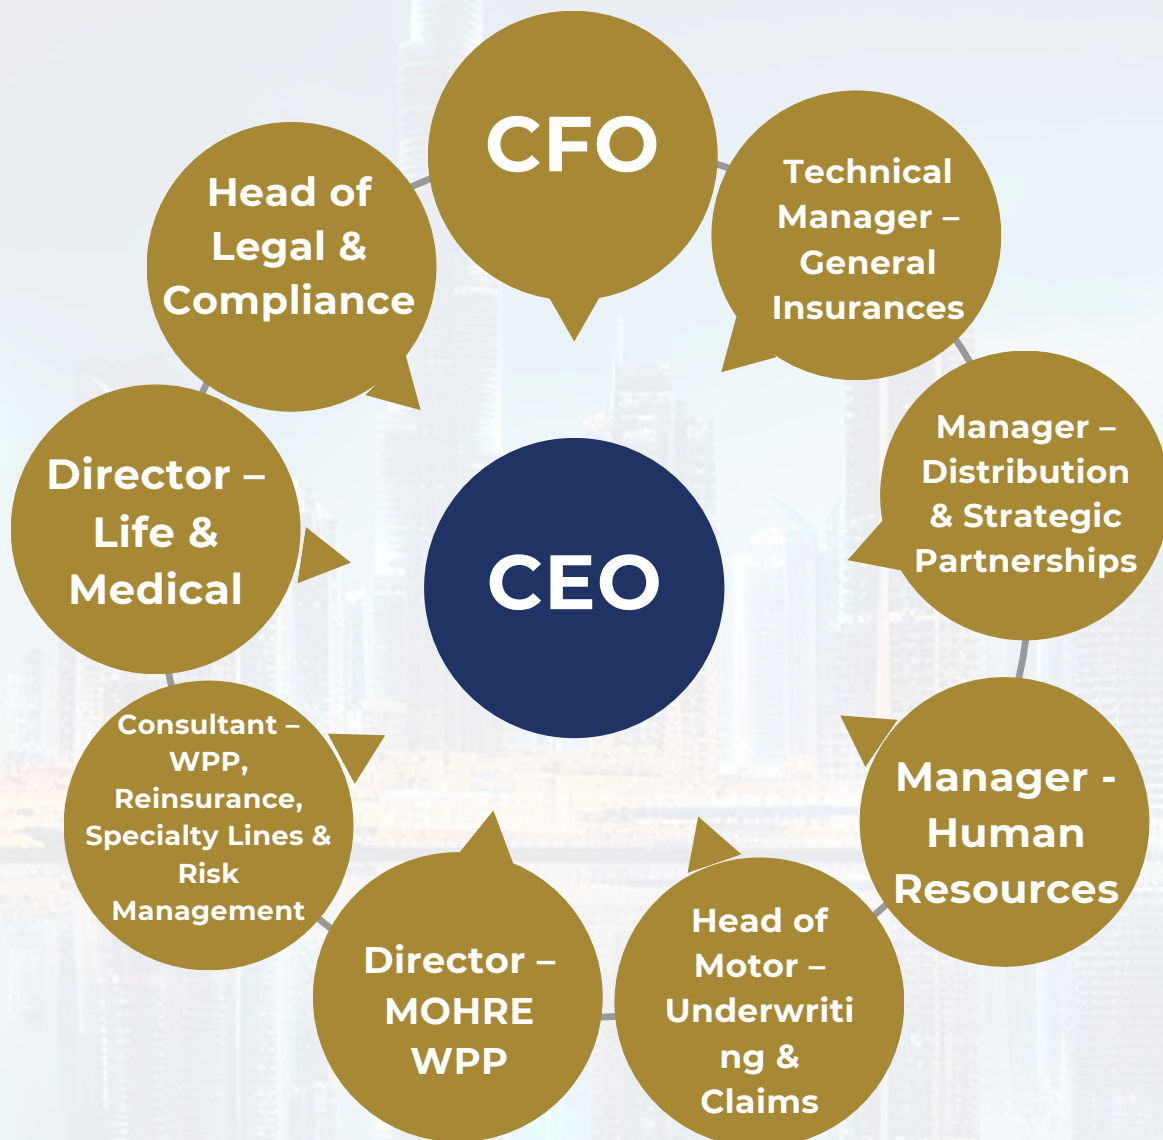 CFO
Technical
Manager –
General
Insurances
Manager –
Distribution
& Strategic
Partnerships
Manager -
Human
Resources
Head of
Motor –
Underwriti
ng &
Claims
Director –
MOHRE
WPP
Consultant –
WPP,
Reinsurance,
Specialty Lines &
Risk
Management
Director –
Life &
Medical
Head of
Legal &
Compliance
CEO